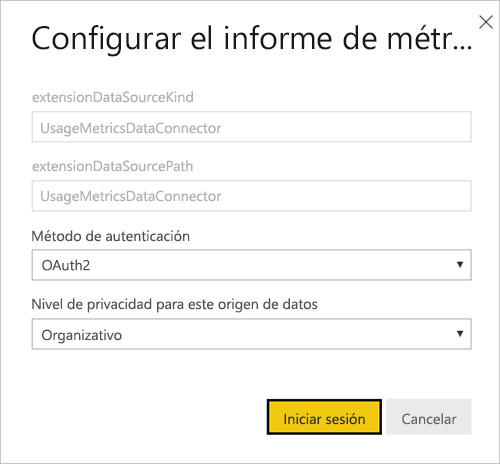 Configurar el informe de métr...
extensionDataSourceKind
UsageMetricsDataConnector
extensionDataSourcePath
UsageMetricsDataConnector
Método de autenticación
OAuth2
Nivel de privacidad para este origen de datos
Organizativo
Iniciar sesión Cancelar